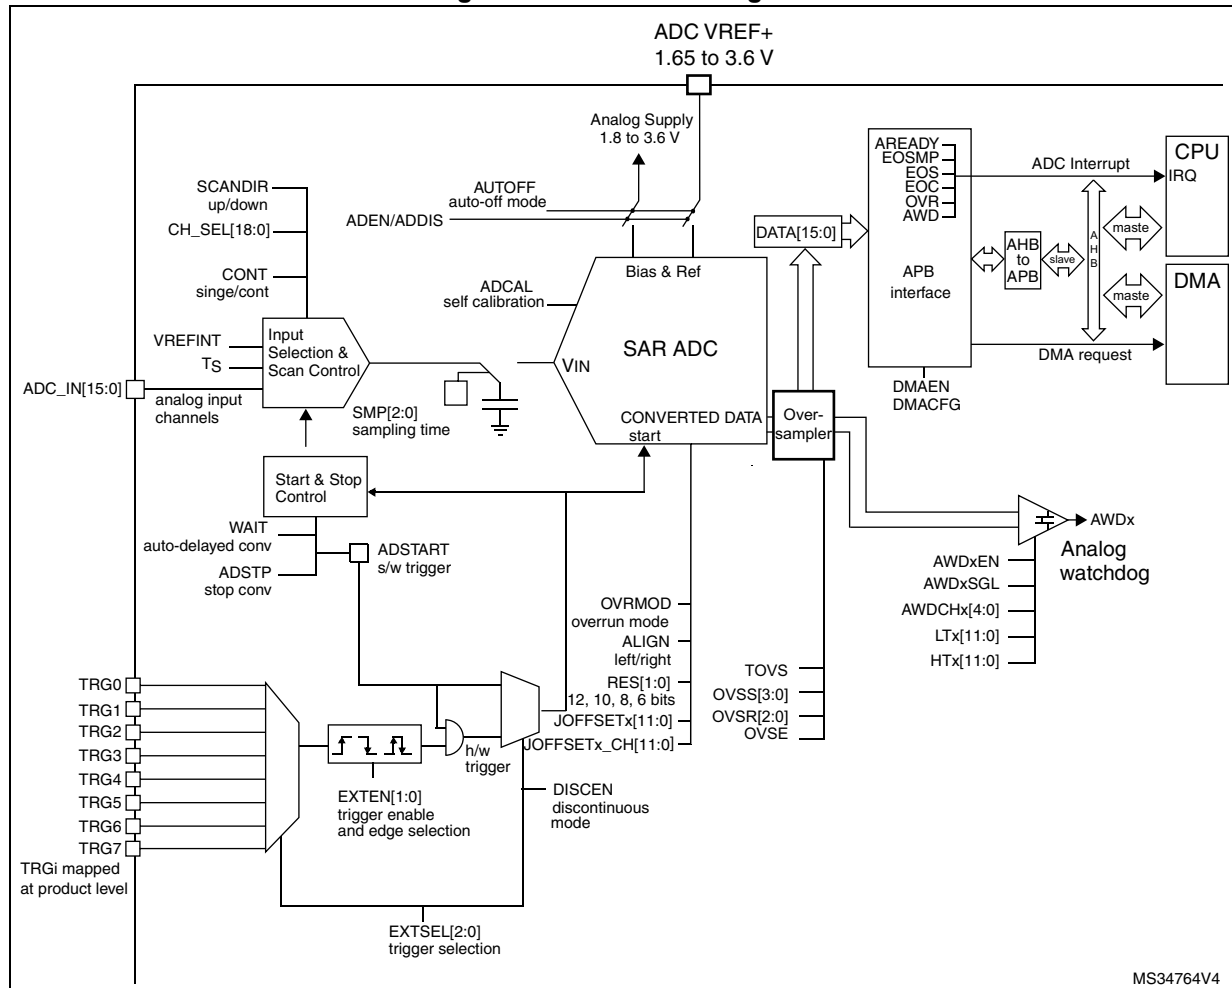 ADC VREF+
1.65 to 3.6 V
Analog Supply
1.8 to 3.6 V
SCANDIR
up/down
CH_SEL[18:0]
CONT
singe/cont
AUTOFF
auto-off mode
ADEN/ADDIS
ADCAL
self calibration
Bias & Ref
SAR ADC
VIN
CONVERTED DATA
start
VREFINT
TS
ADC_IN[15:0]
analog input
channels
Input
Selection &
Scan Control
SMP[2:0]
sampling time
DATA[15:0]
Over-
sampler
AREADY
EOSMP
EOS
EOC
OVR
AWD
APB
interface
DMAEN
DMACFG
AHB
to
APB
slave
A
H
B
ADC Interrupt
maste
maste
DMA request
CPU
IRQ
DMA
Start & Stop
Control
WAIT
auto-delayed conv
ADSTP
stop conv
ADSTART
s/w trigger
AWDx
Analog
watchdog
AWDxEN
AWDxSGL
AWDCHx[4:0]
LTx[11:0]
HTx[11:0]
OVRMOD
overrun mode
ALIGN
left/right
RES[1:0]
12, 10, 8, 6 bits
JOFFSETx[11:0]
JOFFSETx_CH[11:0]
TOVS
OVSS[3:0]
OVSR[2:0]
OVSE
TRG0
TRG1
TRG2
TRG3
TRG4
TRG5
TRG6
TRG7
TRGi mapped
at product level
h/w
trigger
EXTEN[1:0]
trigger enable
and edge selection
DISCEN
discontinuous
mode
EXTSEL[2:0]
trigger selection
MS34764V4